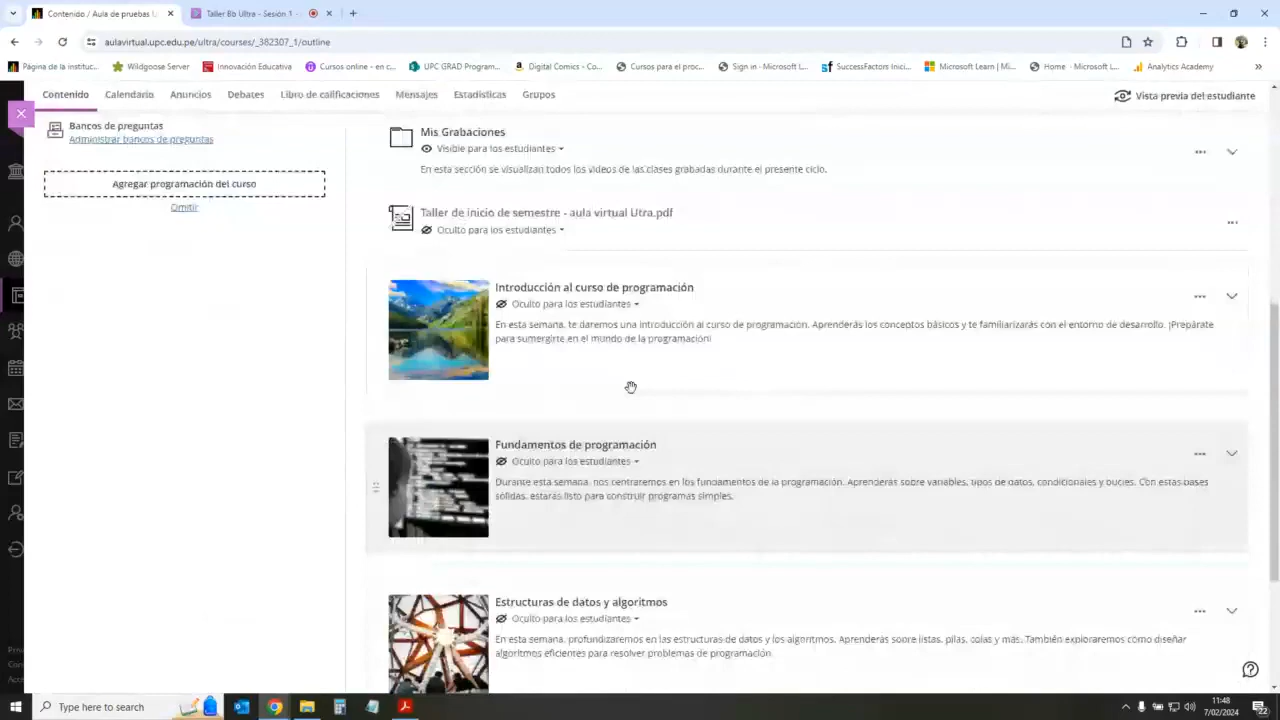 Contenido / Aula de pruebas U
Taller Bb Ultra - Sesión 1 -
aulavirtual.upc.edu.pe/ultra/courses/_382307_1/outline
Página de la instituc...
Wildgoose Server
Innovación Educativa
Cursos online - en c...
UPC GRAD Program...
Digital Comics - Co...
Cursos para el proc...
Sign in - Microsoft L...
SuccessFactors Inici...
Microsoft Learn | Mi...
Home - Microsoft L...
Analytics Academy
Contenido
Calendario
Anuncios
Debates
Libro de calificaciones
Mensajes
Estadísticas
Grupos
Vista previa del estudiante
Bancos de preguntas
Administrar bancos de preguntas
Agregar programación del curso
Omitir
Mis Grabaciones
Visible para los estudiantes
En esta sección se visualizan todos los videos de las clases grabadas durante el presente ciclo.
Taller de inicio de semestre - aula virtual Utra.pdf
Oculto para los estudiantes
Introducción al curso de programación
Oculto para los estudiantes
En esta semana, te daremos una introducción al curso de programación. Aprenderás los conceptos básicos y te familiarizarás con el entorno de desarrollo. ¡Prepárate
para sumergirte en el mundo de la programación!
Fundamentos de programación
Oculto para los estudiantes
Durante esta semana, nos centraremos en los fundamentos de la programación. Aprenderás sobre variables, tipos de datos, condicionales y bucles. Con estas bases
sólidas, estarás listo para construir programas simples.
Estructuras de datos y algoritmos
Oculto para los estudiantes
En esta semana, profundizaremos en las estructuras de datos y los algoritmos. Aprenderás sobre listas, pilas, colas y más. También exploraremos cómo diseñar
algoritmos eficientes para resolver problemas de programación.
Type here to search
11:48
7/02/2024
22